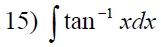 15) ∫ tan⁻¹ xdx